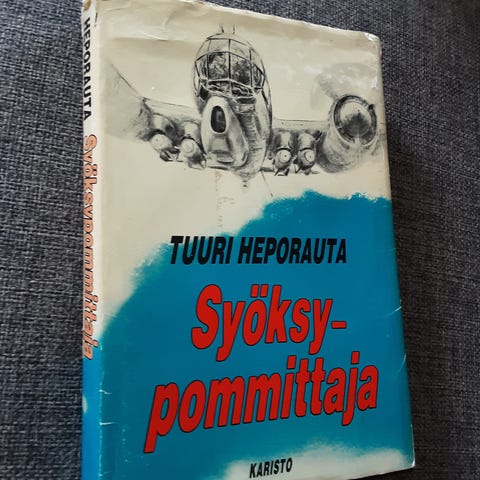 HEPORAUTA Syöksypommittaja
TUURI HEPORAUTA
Syöksy-
pommittaja
KARISTO